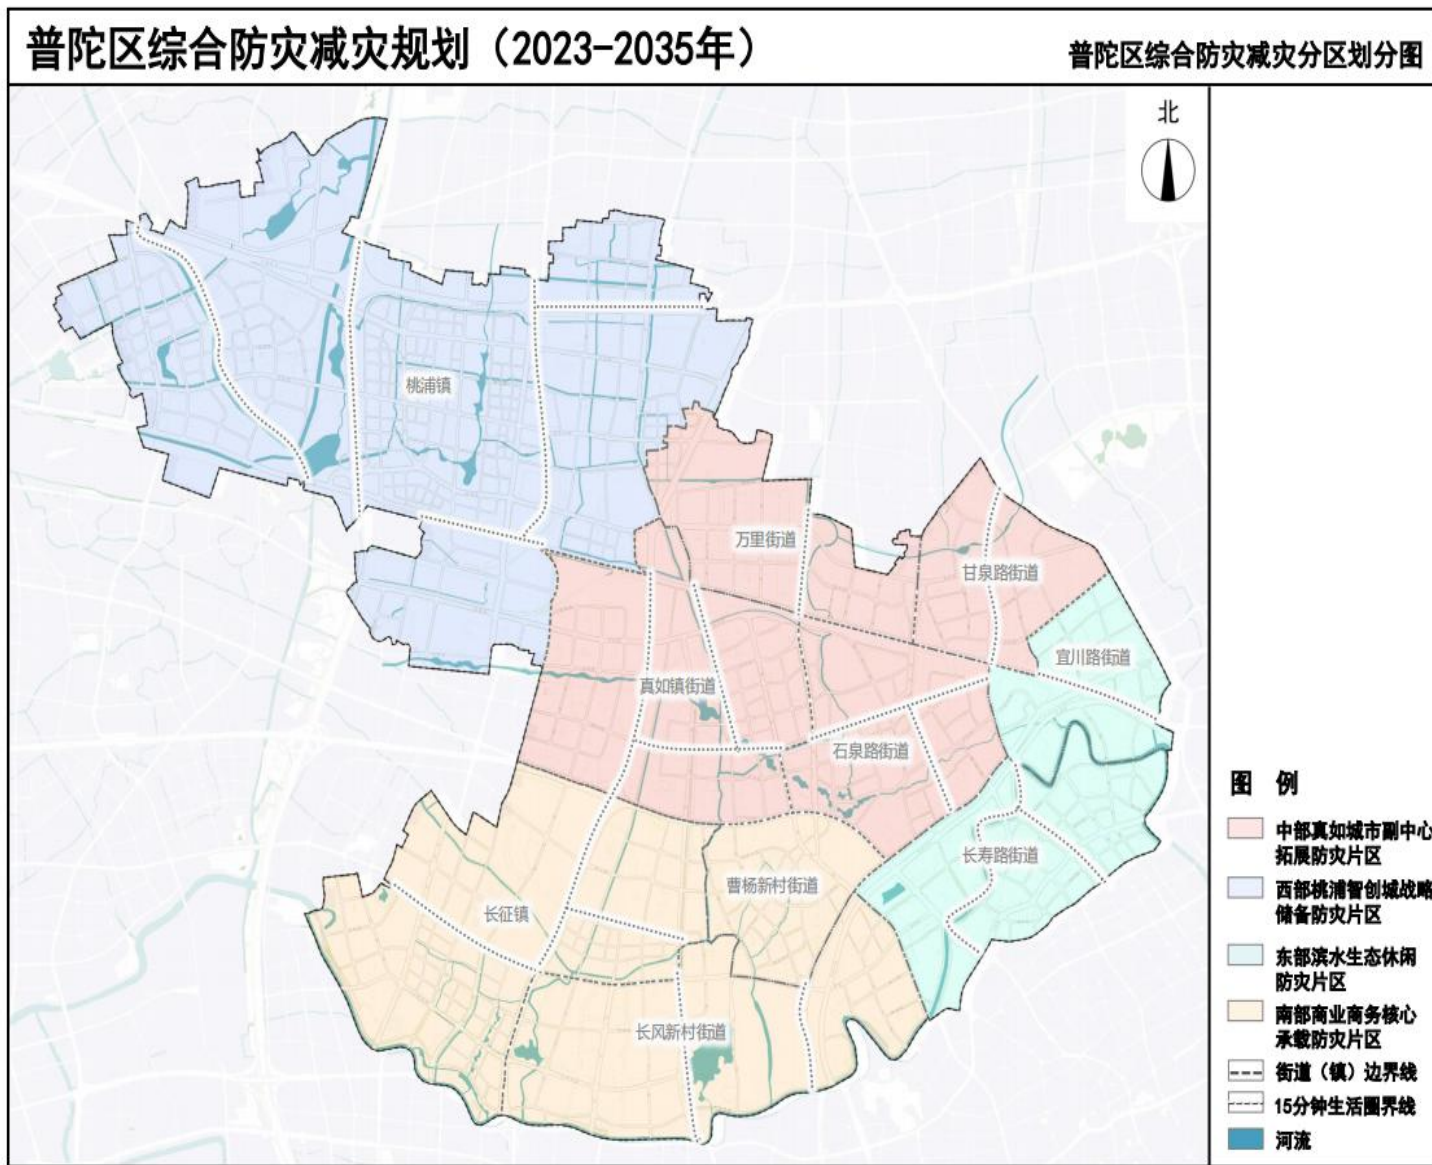 普陀区综合防灾减灾规划（2023-2035年）
普陀区综合防灾减灾分区划分图
北
桃浦镇
万里街道
甘泉路街道
宜川路街道
真如镇街道
石泉路街道
长寿路街道
曹杨新村街道
长征镇
长风新村街道
图 例
中部真如城市副中心
拓展防灾片区
西部桃浦智创城战略
储备防灾片区
东部滨水生态休闲
防灾片区
南部商业商务核心
承载防灾片区
街道（镇）边界线
15分钟生活圈界线
河流